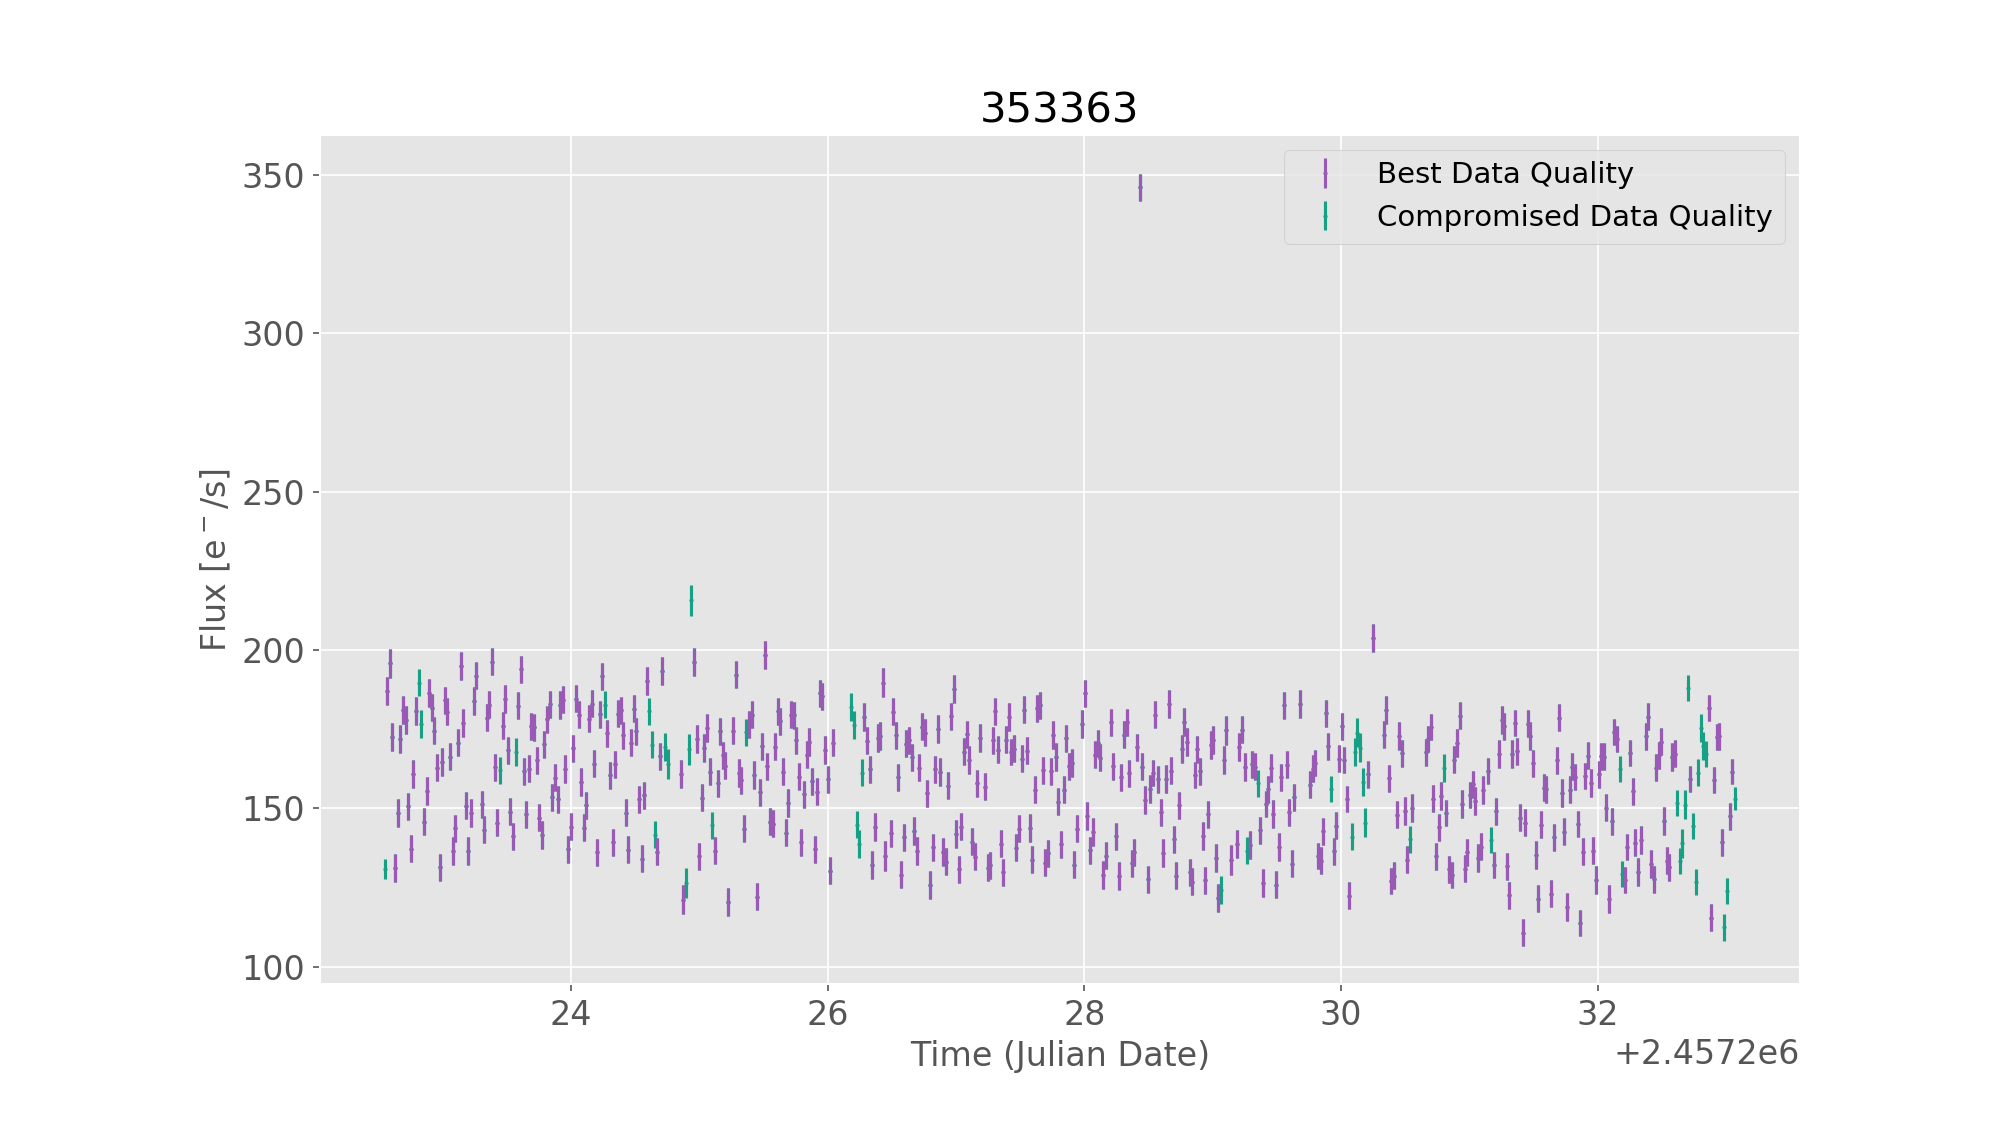 353363
350
300
250
200
150
100
Flux [e⁻/s]
Best Data Quality
Compromised Data Quality
24 26 28 30 32
Time (Julian Date)
+2.4572e6